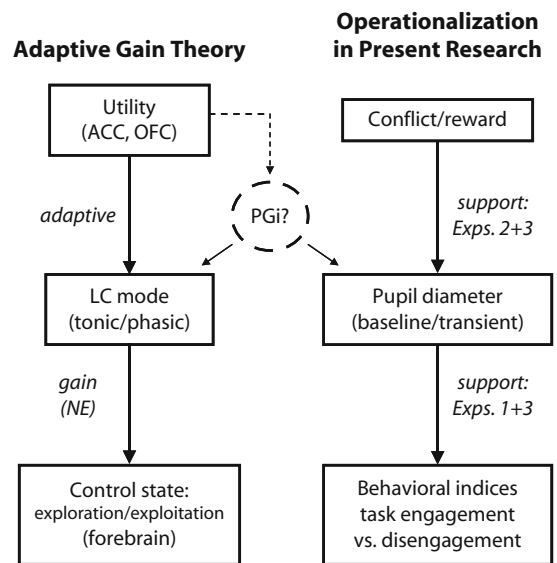 Adaptive Gain Theory
Operationalization
in Present Research
Utility
(ACC, OFC)
Conflict/reward
adaptive
PGi?
support:
Exps. 2+3
LC mode
(tonic/phasic)
Pupil diameter
(baseline/transient)
gain
(NE)
support:
Exps. 1+3
Control state:
exploration/exploitation
(forebrain)
Behavioral indices
task engagement
vs. disengagement